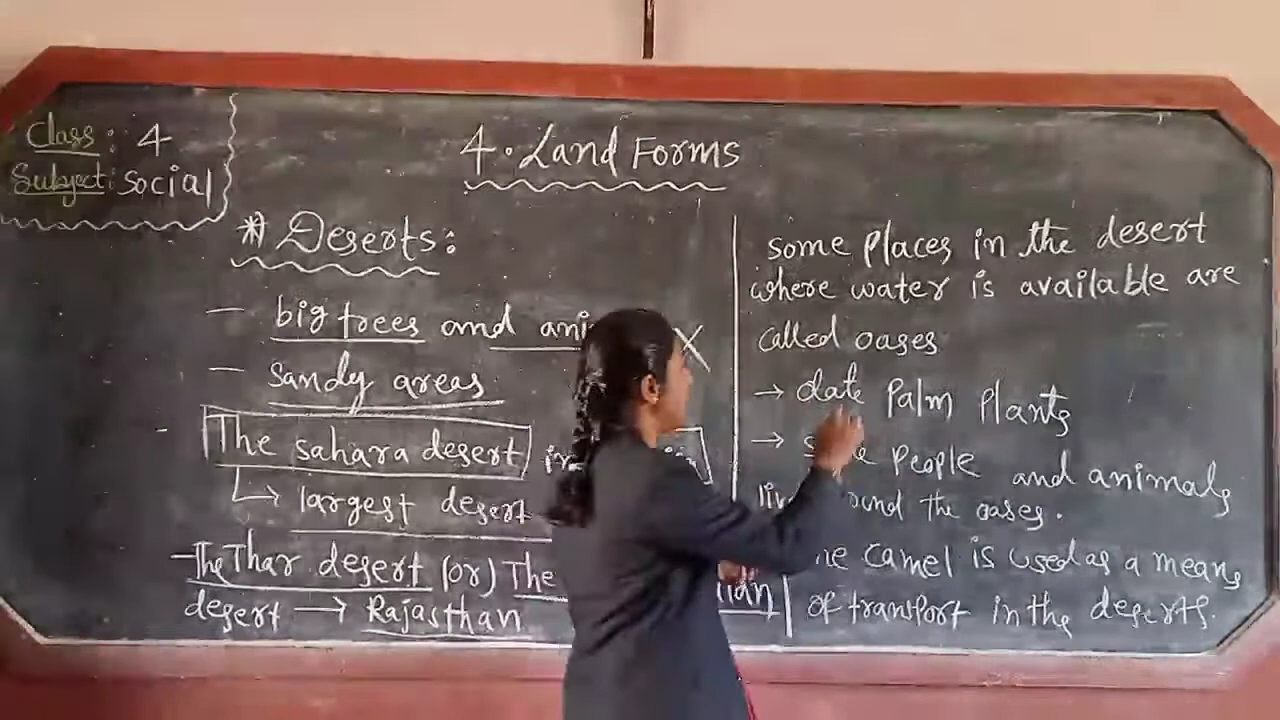 Class: 4
Subject: Social
4. Land Forms
* Deserts:
- big trees and X
- Sandy areas
- The sahara desert
↳ largest desert
- The Thar desert (or) The
desert → Rajasthan
some places in the desert
where water is available are
called oases
→ date Palm Plants
→ People and animals
the oases.
camel is used as a means
of transport in the deserts.